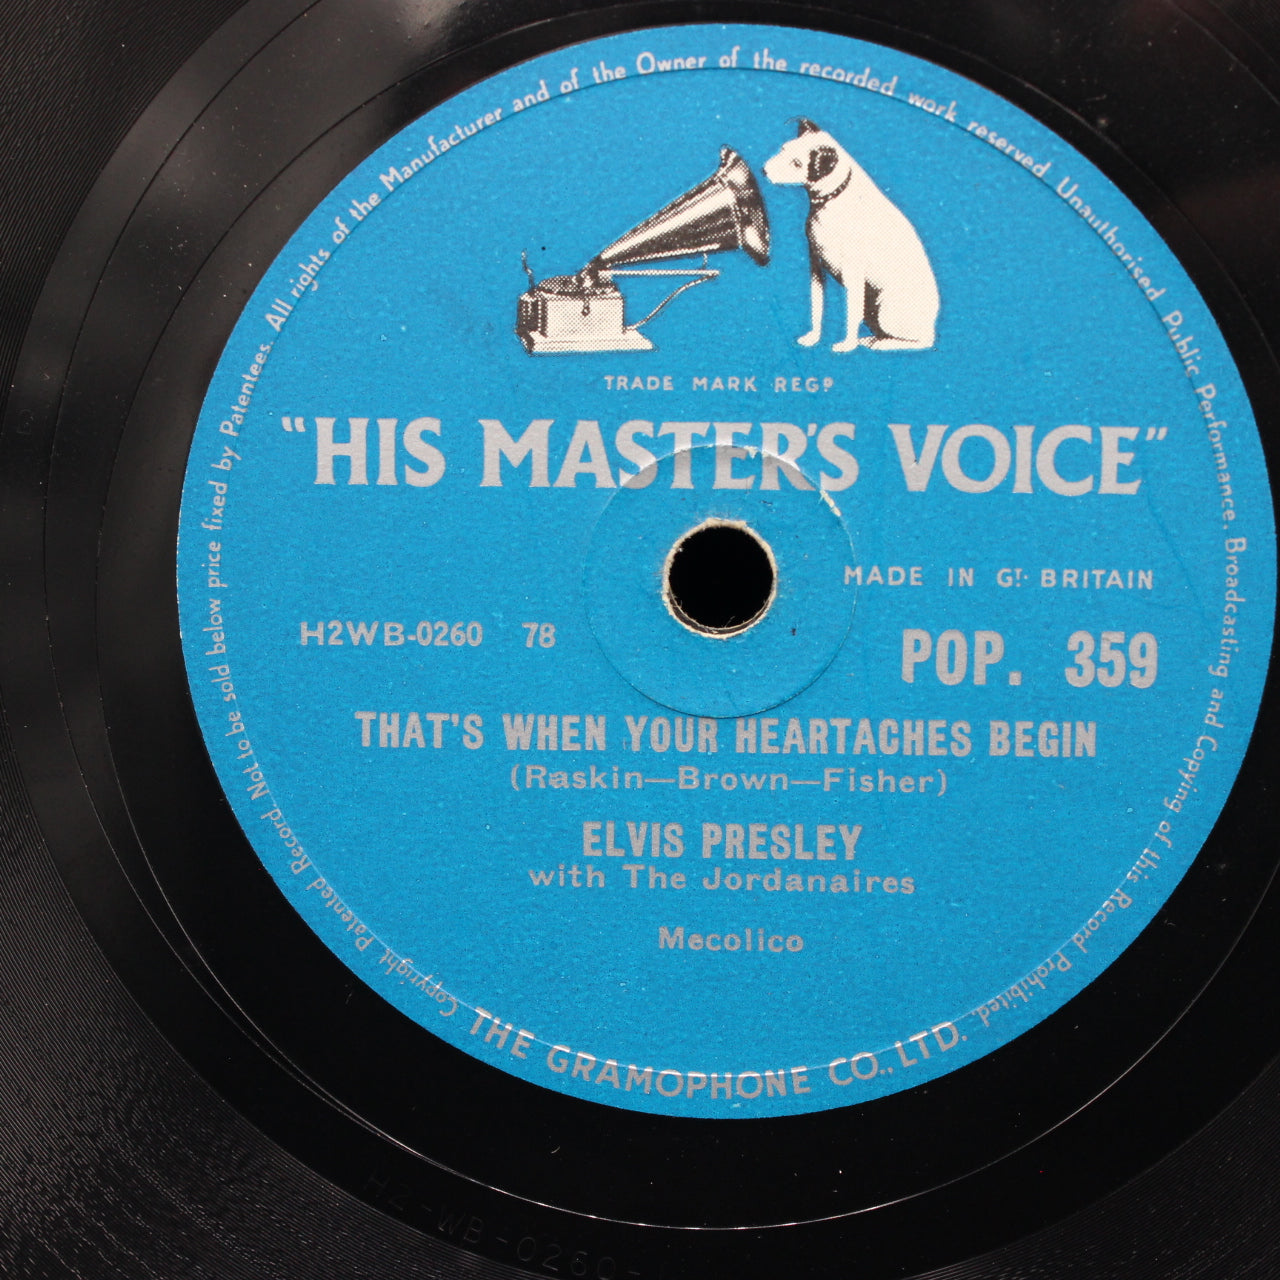 All rights of the Manufacturer and of the Owner of the recorded work reserved Unauthorised Public Performance, Broadcasting and Copying of this Record Prohibited.
TRADE MARK REGD
"HIS MASTER'S VOICE"
MADE IN GT. BRITAIN
H2WB-0260 78
POP. 359
THAT'S WHEN YOUR HEARTACHES BEGIN
(Raskin—Brown—Fisher)
ELVIS PRESLEY
with The Jordanaires
Mecolico
THE GRAMOPHONE CO., LTD.
Copyright. Patented Record. Not to be sold below price fixed by Patentees.
H2-WB-0260-